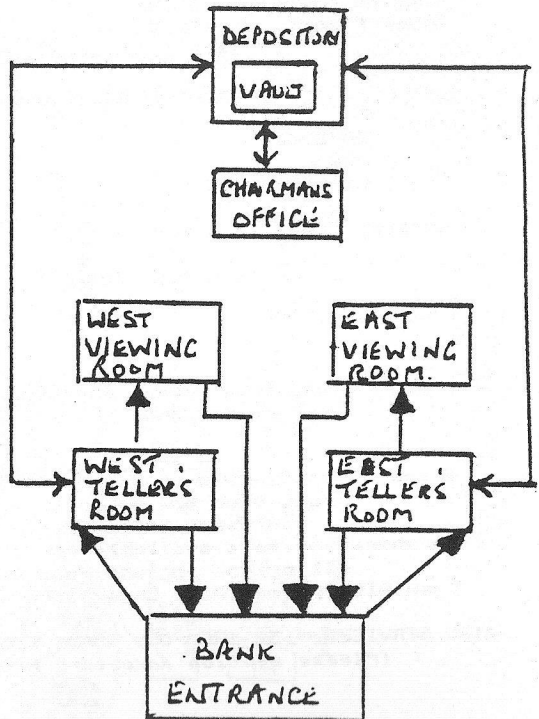 DEPOSITORY
VAULT
CHAIRMANS
OFFICE
WEST
VIEWING
ROOM
EAST
VIEWING
ROOM.
WEST
TELLERS
ROOM
EAST
TELLERS
ROOM
BANK
ENTRANCE